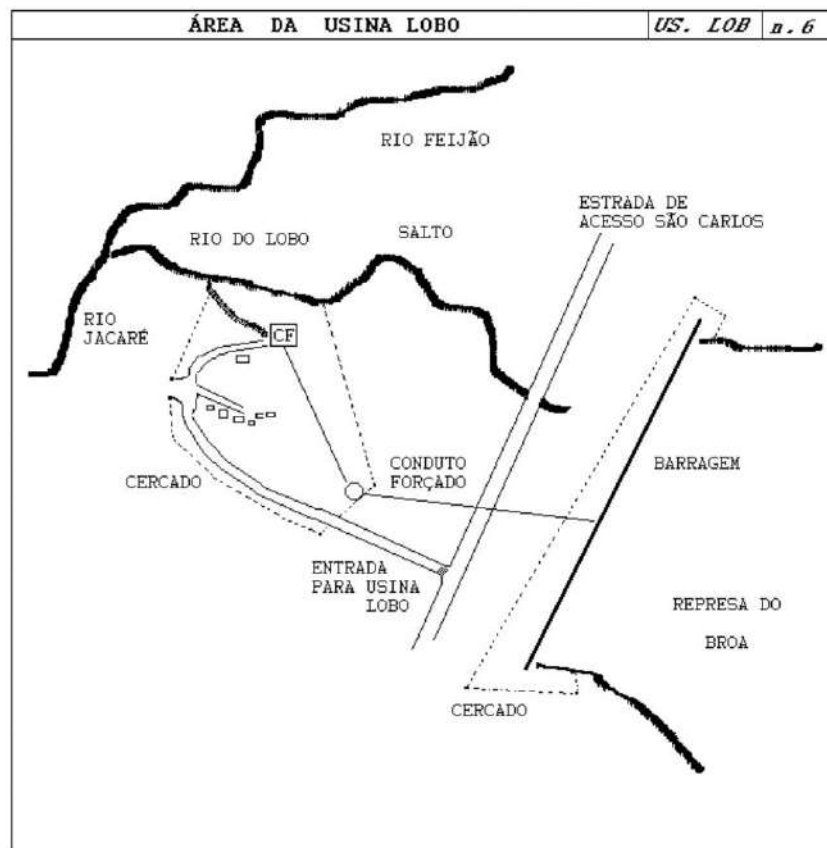 ÁREA DA USINA LOBO
US. LOB
n.6
RIO FEIJÃO
ESTRADA DE
ACESSO SÃO CARLOS
RIO DO LOBO
SALTO
RIO
JACARÉ
CF
CONDUTO
FORÇADO
BARRAGEM
CERCADO
ENTRADA
PARA USINA
LOBO
REPRESA DO
BROA
CERCADO